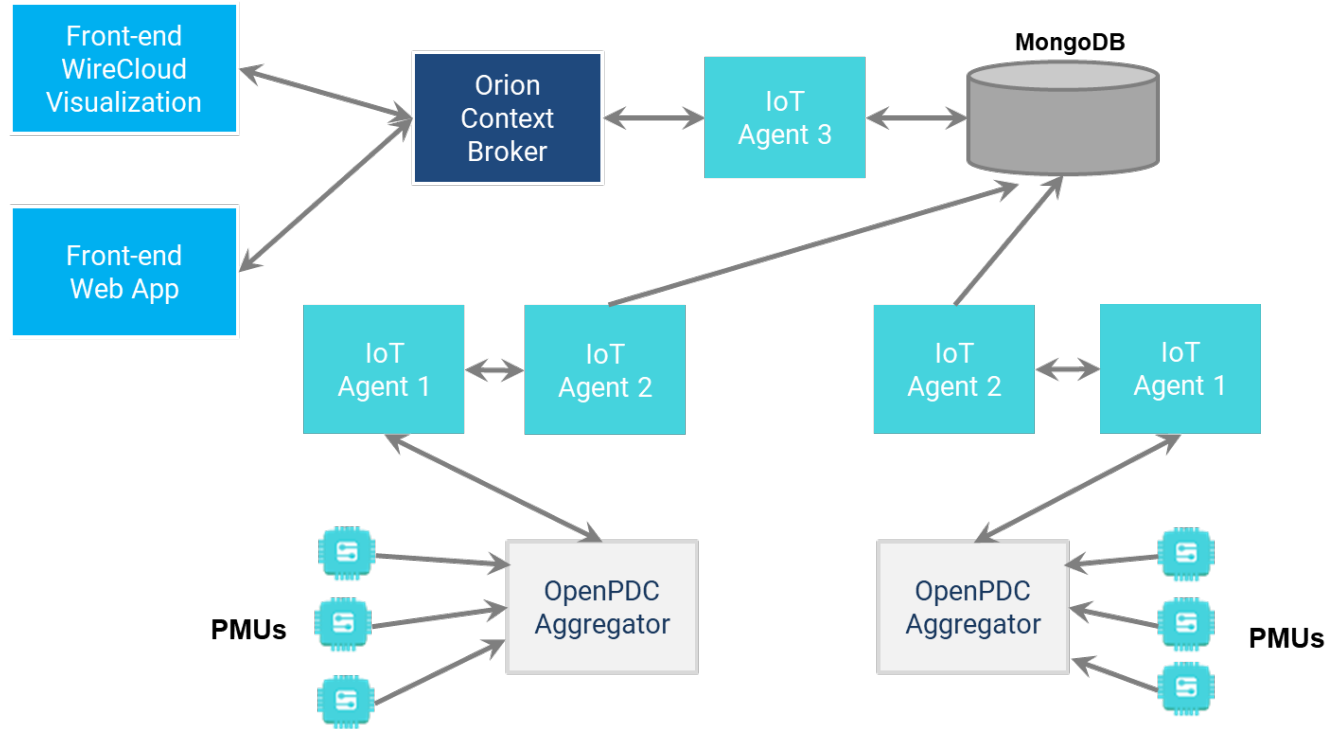 Front-end
WireCloud
Visualization
Orion
Context
Broker
IoT
Agent 3
MongoDB
Front-end
Web App
IoT
Agent 1
IoT
Agent 2
IoT
Agent 2
IoT
Agent 1
PMUs
OpenPDC
Aggregator
OpenPDC
Aggregator
PMUs